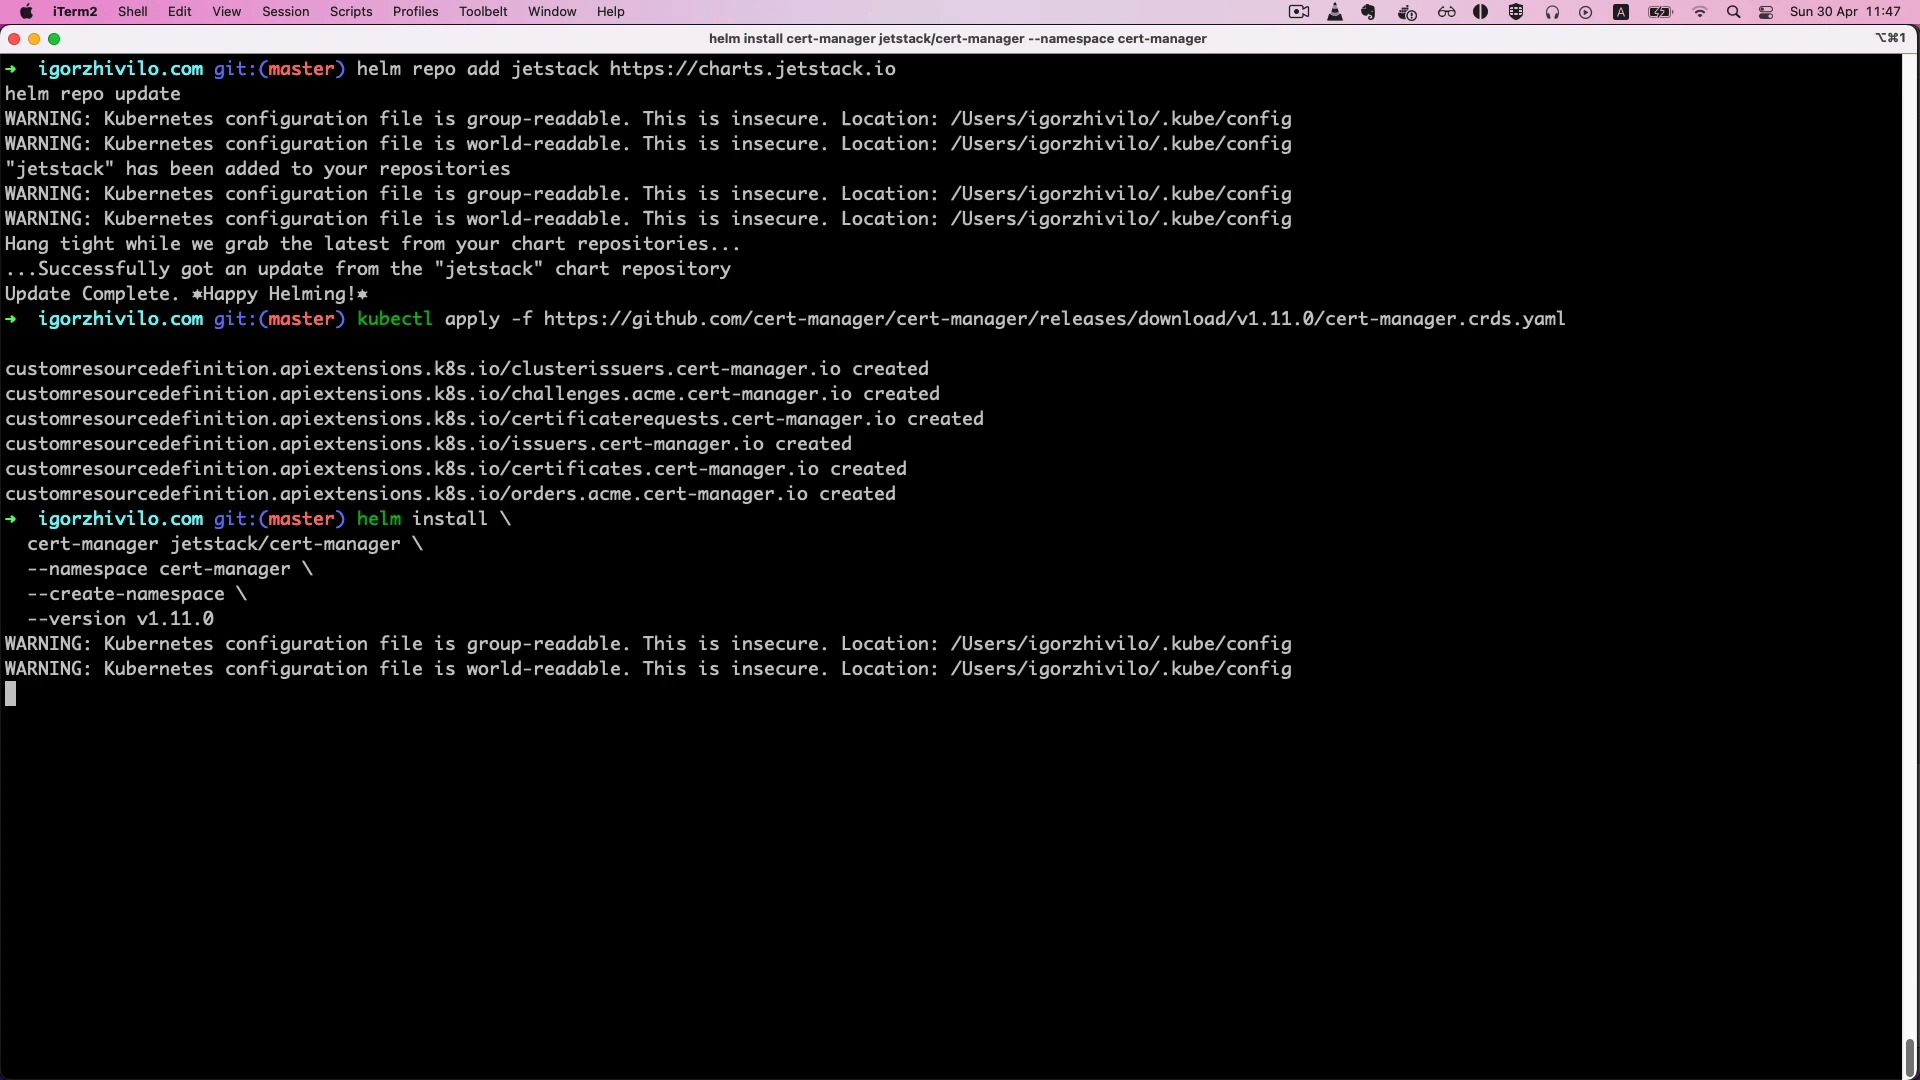 iTerm2 Shell Edit View Session Scripts Profiles Toolbelt Window Help A Sun 30 Apr 11:47
helm install cert-manager jetstack/cert-manager --namespace cert-manager ⌥⌘1
➜ igorzhivilo.com git:(master) helm repo add jetstack https://charts.jetstack.io
helm repo update
WARNING: Kubernetes configuration file is group-readable. This is insecure. Location: /Users/igorzhivilo/.kube/config
WARNING: Kubernetes configuration file is world-readable. This is insecure. Location: /Users/igorzhivilo/.kube/config
"jetstack" has been added to your repositories
WARNING: Kubernetes configuration file is group-readable. This is insecure. Location: /Users/igorzhivilo/.kube/config
WARNING: Kubernetes configuration file is world-readable. This is insecure. Location: /Users/igorzhivilo/.kube/config
Hang tight while we grab the latest from your chart repositories...
...Successfully got an update from the "jetstack" chart repository
Update Complete. ⎈Happy Helming!⎈
➜ igorzhivilo.com git:(master) kubectl apply -f https://github.com/cert-manager/cert-manager/releases/download/v1.11.0/cert-manager.crds.yaml
customresourcedefinition.apiextensions.k8s.io/clusterissuers.cert-manager.io created
customresourcedefinition.apiextensions.k8s.io/challenges.acme.cert-manager.io created
customresourcedefinition.apiextensions.k8s.io/certificaterequests.cert-manager.io created
customresourcedefinition.apiextensions.k8s.io/issuers.cert-manager.io created
customresourcedefinition.apiextensions.k8s.io/certificates.cert-manager.io created
customresourcedefinition.apiextensions.k8s.io/orders.acme.cert-manager.io created
➜ igorzhivilo.com git:(master) helm install \
cert-manager jetstack/cert-manager \
--namespace cert-manager \
--create-namespace \
--version v1.11.0
WARNING: Kubernetes configuration file is group-readable. This is insecure. Location: /Users/igorzhivilo/.kube/config
WARNING: Kubernetes configuration file is world-readable. This is insecure. Location: /Users/igorzhivilo/.kube/config